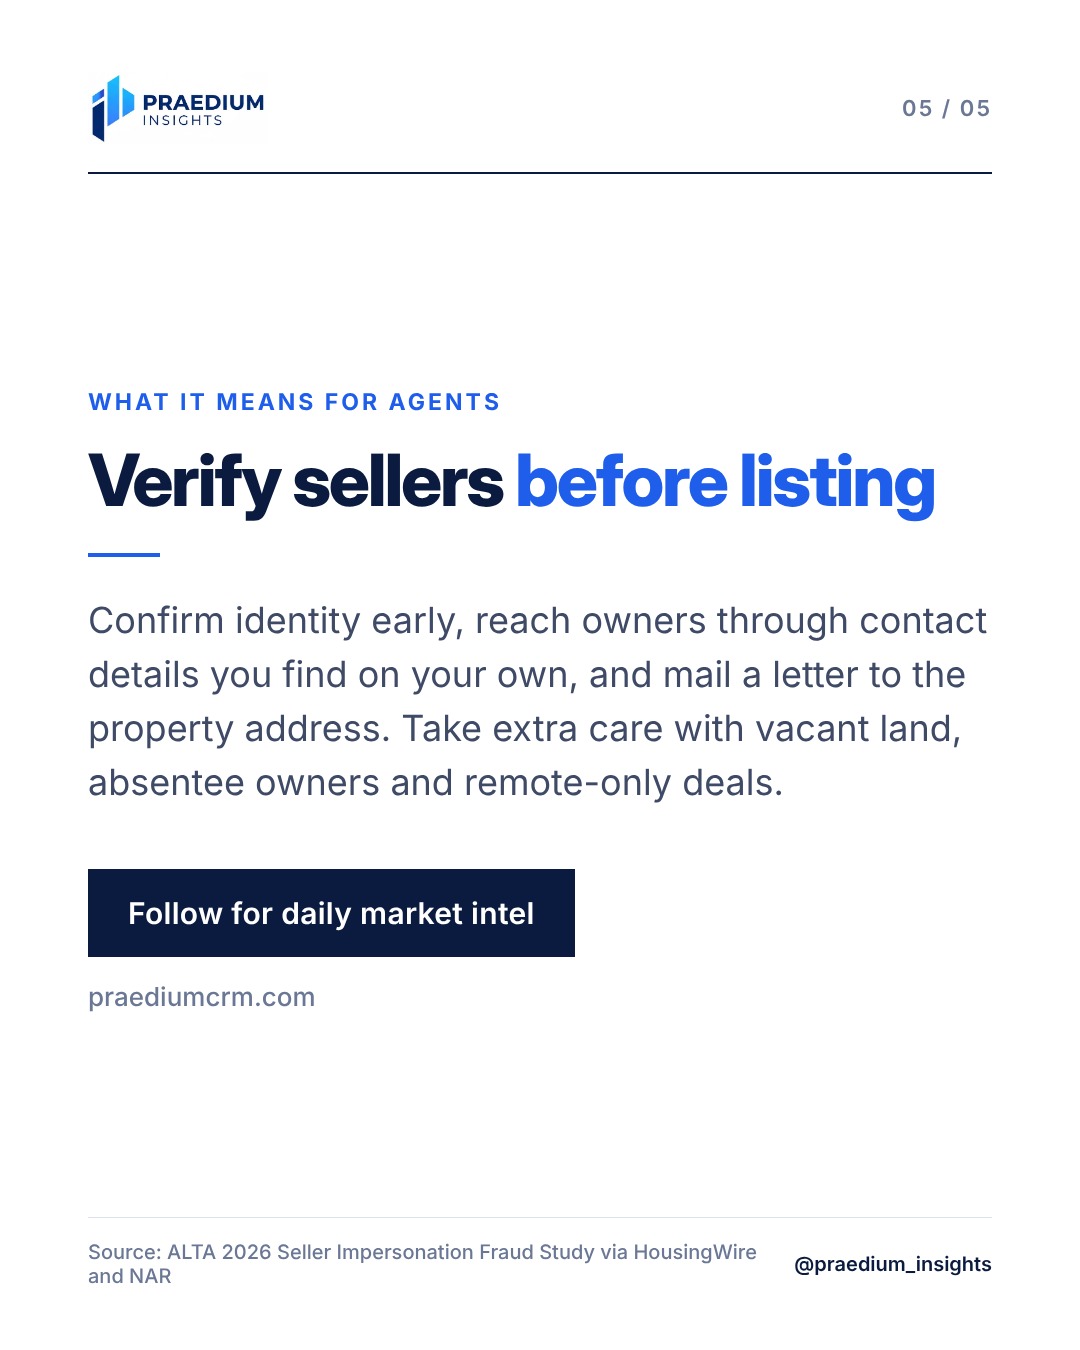 PRAEDIUM
INSIGHTS
05 / 05
WHAT IT MEANS FOR AGENTS
Verify sellers before listing
Confirm identity early, reach owners through contact
details you find on your own, and mail a letter to the
property address. Take extra care with vacant land,
absentee owners and remote-only deals.
Follow for daily market intel
praediumcrm.com
Source: ALTA 2026 Seller Impersonation Fraud Study via HousingWire
and NAR
@praedium_insights